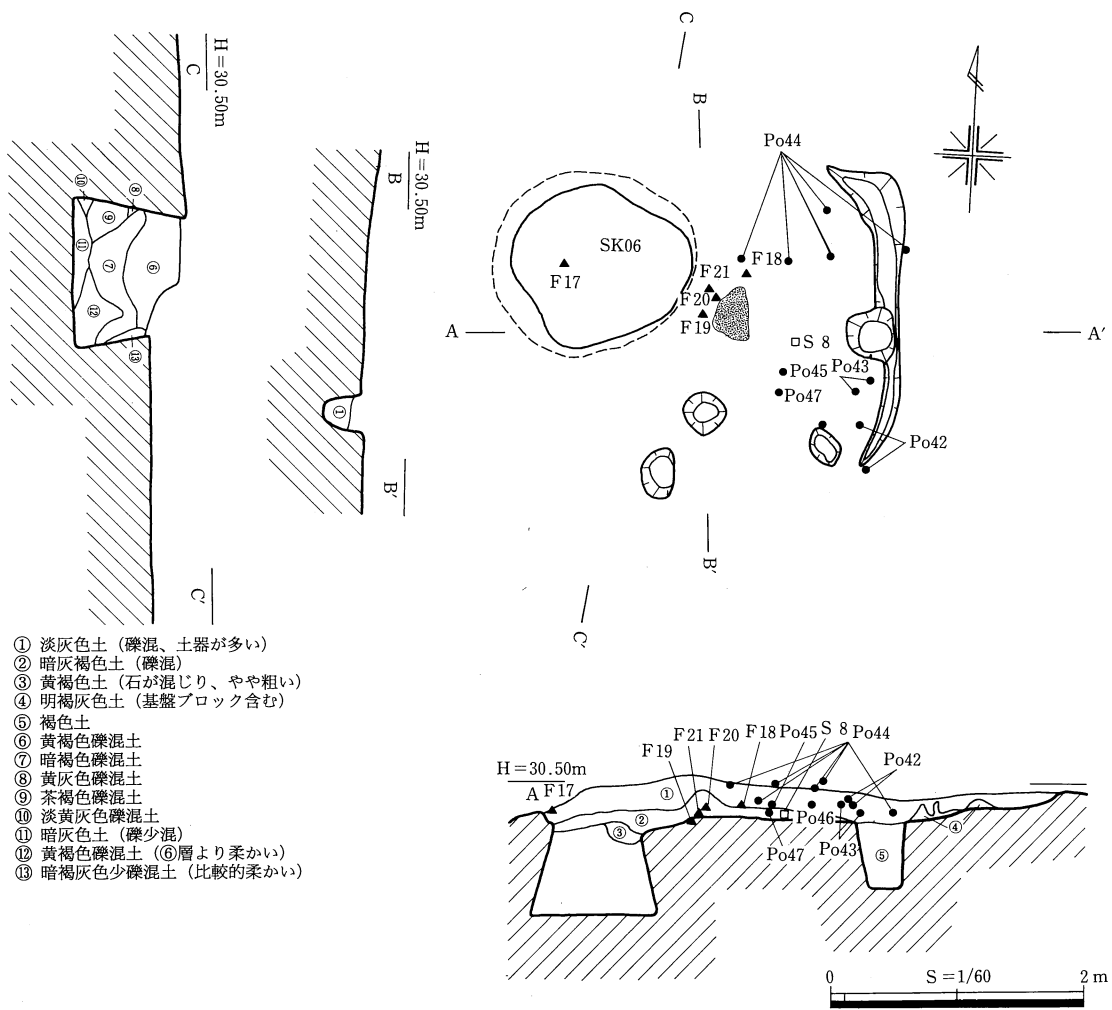 H=30.50m
C
C′
⑩
⑧
⑨
⑪
⑦
⑥
⑫
⑬
H=30.50m
B
B′
①
C
B
Po44
SK06
F17
F18
F21
F20
F19
A
A′
S 8
Po45
Po43
Po47
Po42
B′
C′
① 淡灰色土（礫混、土器が多い）
② 暗灰褐色土（礫混）
③ 黄褐色土（石が混じり、やや粗い）
④ 明褐灰色土（基盤ブロック含む）
⑤ 褐色土
⑥ 黄褐色礫混土
⑦ 暗褐色礫混土
⑧ 黄灰色礫混土
⑨ 茶褐色礫混土
⑩ 淡黄灰色礫混土
⑪ 暗灰色土（礫少混）
⑫ 黄褐色礫混土（⑥層より柔かい）
⑬ 暗褐灰色少礫混土（比較的柔かい）
F19 F21 F20 F18 Po45 S 8 Po44
Po42
H=30.50m
A F17
①
②
③
Po46
Po47
Po43
④
⑤
0 S=1/60 2 m